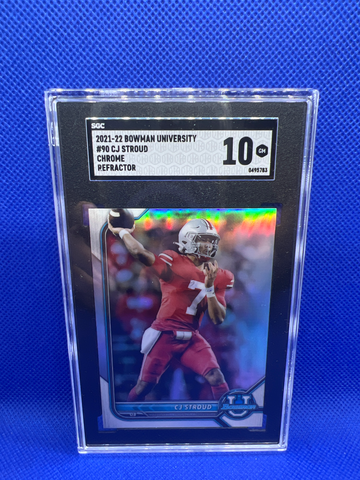 SGC
2021-22 BOWMAN UNIVERSITY
#90 CJ STROUD
CHROME
REFRACTOR
10 GM
0495783
7
CJ STROUD
U